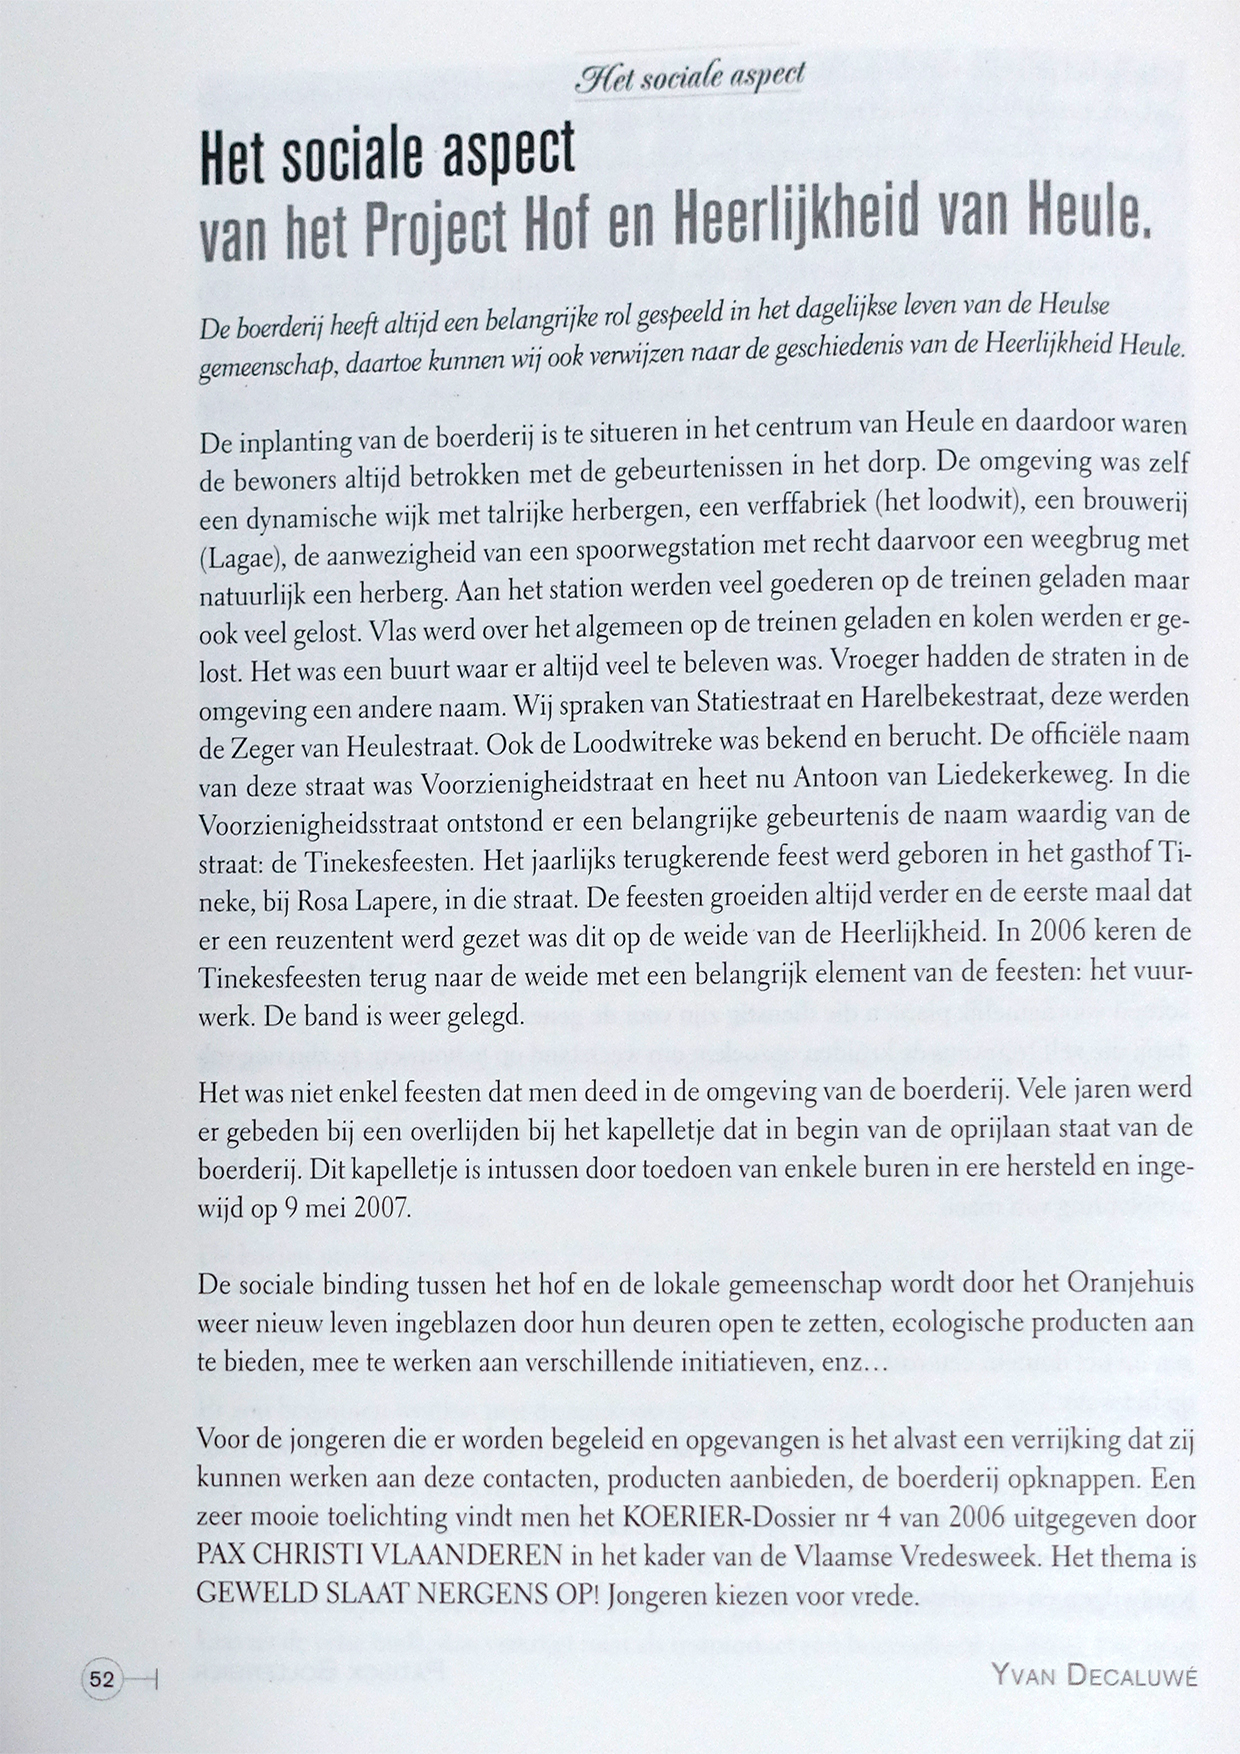 Het sociale aspect
Het sociale aspect
van het Project Hof en Heerlijkheid van Heule.
De boerderij heeft altijd een belangrijke rol gespeeld in het dagelijkse leven van de Heulse
gemeenschap, daartoe kunnen wij ook verwijzen naar de geschiedenis van de Heerlijkheid Heule.
De inplanting van de boerderij is te situeren in het centrum van Heule en daardoor waren
de bewoners altijd betrokken met de gebeurtenissen in het dorp. De omgeving was zelf
een dynamische wijk met talrijke herbergen, een verffabriek (het loodwit), een brouwerij
(Lagae), de aanwezigheid van een spoorwegstation met recht daarvoor een weegbrug met
natuurlijk een herberg. Aan het station werden veel goederen op de treinen geladen maar
ook veel gelost. Vlas werd over het algemeen op de treinen geladen en kolen werden er ge-
lost. Het was een buurt waar er altijd veel te beleven was. Vroeger hadden de straten in de
omgeving een andere naam. Wij spraken van Statiestraat en Harelbekestraat, deze werden
de Zeger van Heulestraat. Ook de Loodwitreke was bekend en berucht. De officiële naam
van deze straat was Voorzienigheidstraat en heet nu Antoon van Liedekerkeweg. In die
Voorzienigheidsstraat ontstond er een belangrijke gebeurtenis de naam waardig van de
straat: de Tinekesfeesten. Het jaarlijks terugkerende feest werd geboren in het gasthof Ti-
neke, bij Rosa Lapere, in die straat. De feesten groeiden altijd verder en de eerste maal dat
er een reuzentent werd gezet was dit op de weide van de Heerlijkheid. In 2006 keren de
Tinekesfeesten terug naar de weide met een belangrijk element van de feesten: het vuur-
werk. De band is weer gelegd.
Het was niet enkel feesten dat men deed in de omgeving van de boerderij. Vele jaren werd
er gebeden bij een overlijden bij het kapelletje dat in begin van de oprijlaan staat van de
boerderij. Dit kapelletje is intussen door toedoen van enkele buren in ere hersteld en inge-
wijd op 9 mei 2007.
De sociale binding tussen het hof en de lokale gemeenschap wordt door het Oranjehuis
weer nieuw leven ingeblazen door hun deuren open te zetten, ecologische producten aan
te bieden, mee te werken aan verschillende initiatieven, enz...
Voor de jongeren die er worden begeleid en opgevangen is het alvast een verrijking dat zij
kunnen werken aan deze contacten, producten aanbieden, de boerderij opknappen. Een
zeer mooie toelichting vindt men het KOERIER-Dossier nr 4 van 2006 uitgegeven door
PAX CHRISTI VLAANDEREN in het kader van de Vlaamse Vredesweek. Het thema is
GEWELD SLAAT NERGENS OP! Jongeren kiezen voor vrede.
52
YVAN DECALUWÉ